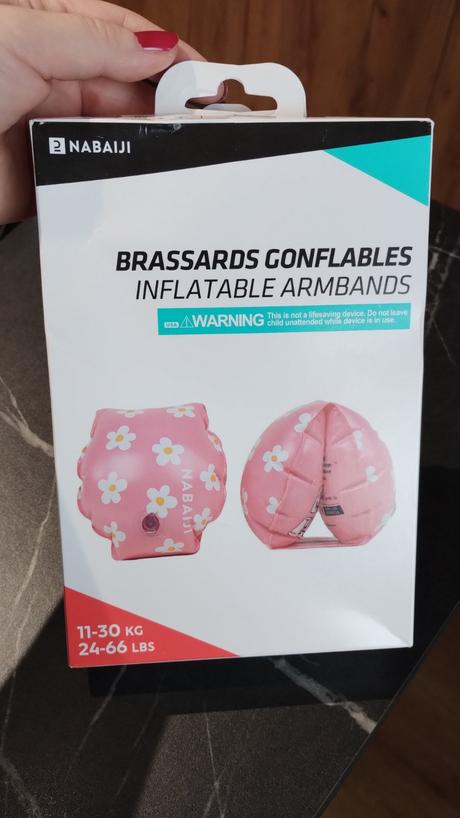 NABAIJI
BRASSARDS GONFLABLES
INFLATABLE ARMBANDS
USA WARNING This is not a lifesaving device. Do not leave
child unattended while device is in use.
NABAIJI
11-30 KG
24-66 LBS